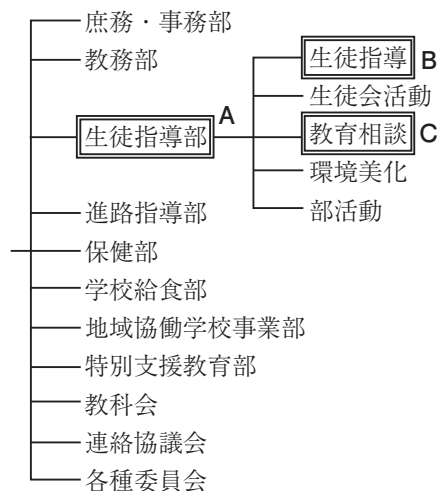 庶務・事務部
教務部
生徒指導部 A
進路指導部
保健部
学校給食部
地域協働学校事業部
特別支援教育部
教科会
連絡協議会
各種委員会
生徒指導 B
生徒会活動
教育相談 C
環境美化
部活動